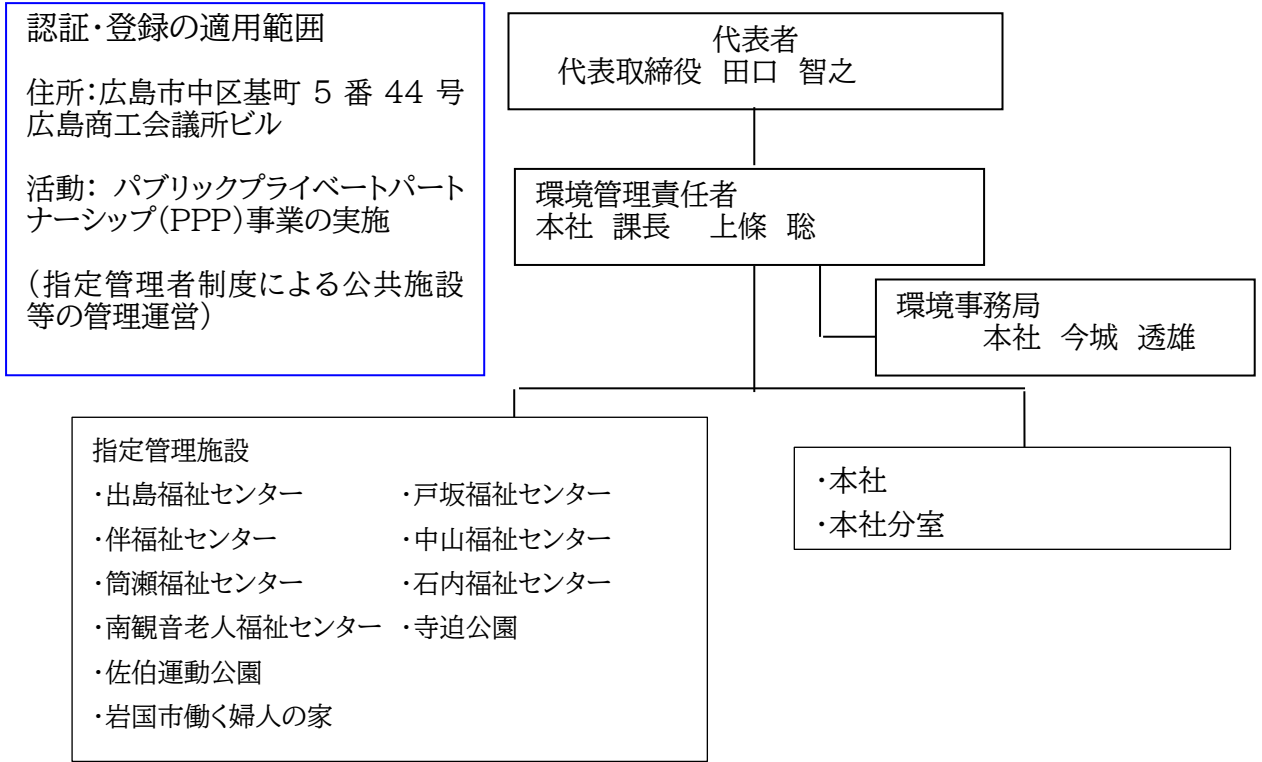 認証・登録の適用範囲
住所：広島市中区基町 5 番 44 号
広島商工会議所ビル
活動： パブリックプライベートパート
ナーシップ（PPP）事業の実施
（指定管理者制度による公共施設
等の管理運営）
代表者
代表取締役 田口 智之
環境管理責任者
本社 課長 上條 聡
環境事務局
本社 今城 透雄
指定管理施設
・出島福祉センター ・戸坂福祉センター
・伴福祉センター ・中山福祉センター
・筒瀬福祉センター ・石内福祉センター
・南観音老人福祉センター ・寺迫公園
・佐伯運動公園
・岩国市働く婦人の家
・本社
・本社分室